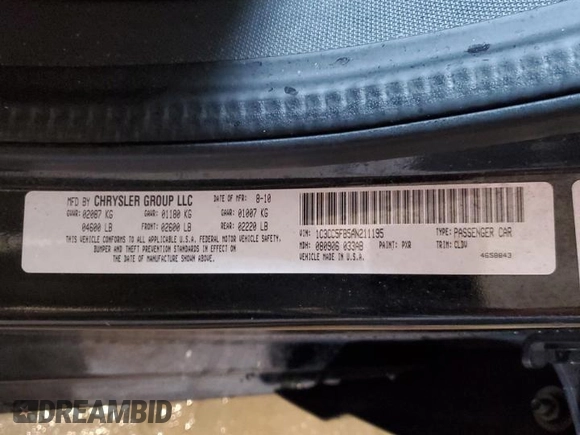 MFD BY CHRYSLER GROUP LLC DATE OF MFR: 8-10
GVWR: 02087 KG GAWR: 01180 KG GAWR: 01007 KG
04600 LB FRONT: 02600 LB REAR: 02220 LB
THIS VEHICLE CONFORMS TO ALL APPLICABLE U.S.A. FEDERAL MOTOR VEHICLE SAFETY,
BUMPER AND THEFT PREVENTION STANDARDS IN EFFECT ON
THE DATE OF MANUFACTURE SHOWN ABOVE.
VIN: 1C3CC5FB5AN211195 TYPE: PASSENGER CAR
MDH: 080906 033AB PAINT: PXR TRIM: CLDV
VEHICLE MADE IN U.S.A. 4658643
DREAMBID